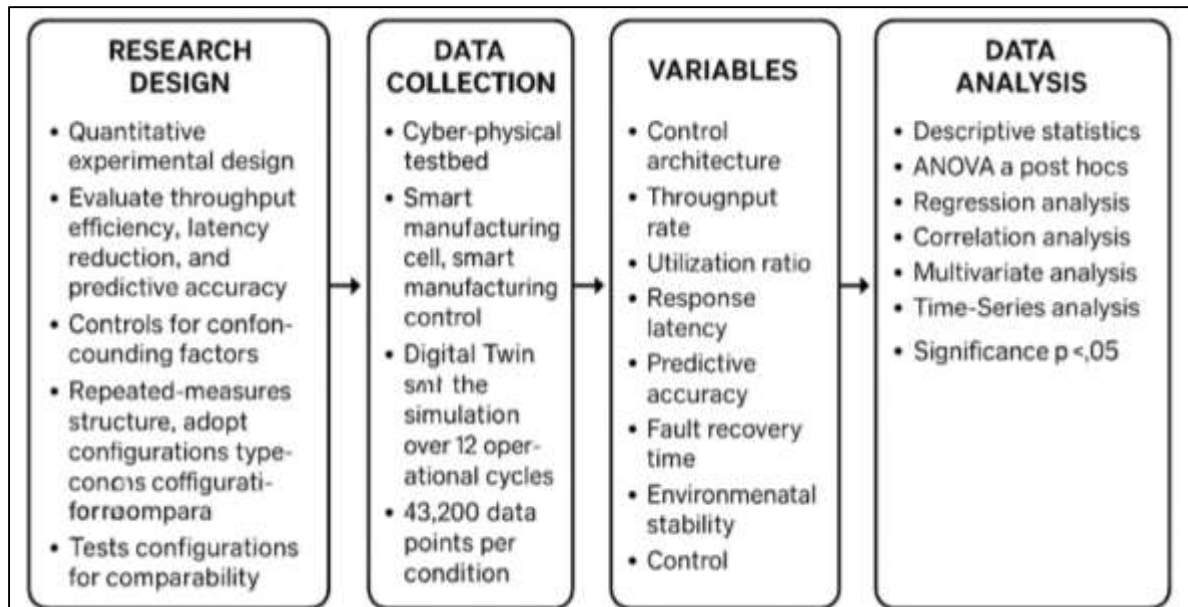 RESEARCH
DESIGN
• Quantitative
experimental design
• Evaluate throughput
efficiency, latency
reduction, and
predictive accuracy
• Controls for confon-
counding factors
• Repeated-measures
structure, adopt
configurations type-
coffigurati-
• Tests configurations
for comparability
DATA
COLLECTION
• Cyber-physical
testbed
• Smart
manufacturing
cell, smart
manufacturing
control
• Digital Twin
the
simulation
over 12 oper-
ational cycles
• 43,200 data
points per
condition
VARIABLES
• Control
architecture
• Througnput
rate
• Utilization ratio
• Response
latency
• Predictive
accuracy
• Fault recovery
time
• Environmenatal
stability
• Control
DATA
ANALYSIS
• Descriptive statistics
• ANOVA a post hocs
• Regression analysis
• Correlation analysis
• Multivariate analysis
• Time-Series analysis
• Significance p <,05